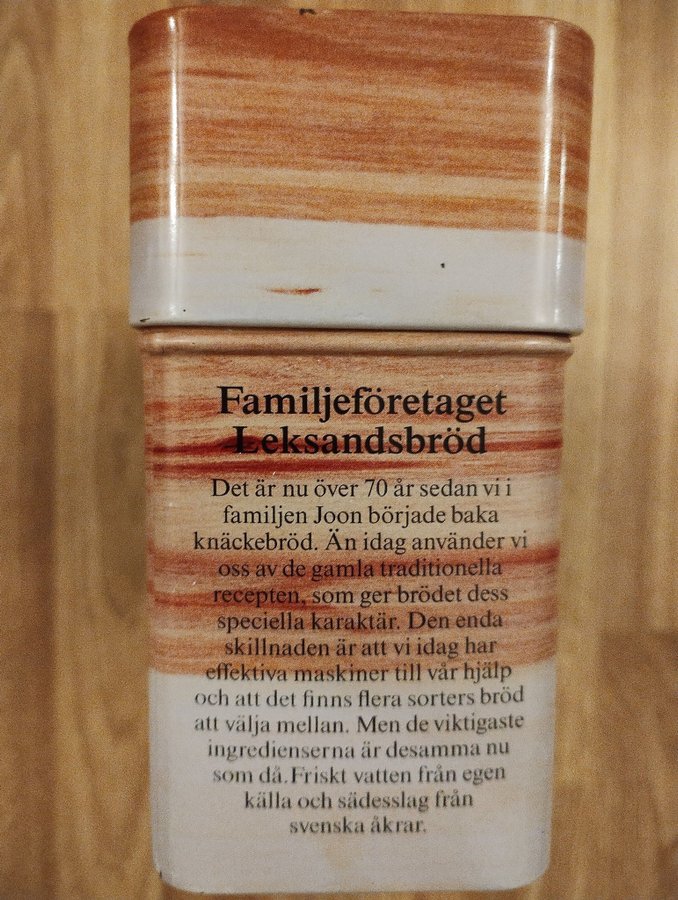 Familjeföretaget
Leksandsbröd
Det är nu över 70 år sedan vi i
familjen Joon började baka
knäckebröd. Än idag använder vi
oss av de gamla traditionella
recepten, som ger brödet dess
speciella karaktär. Den enda
skillnaden är att vi idag har
effektiva maskiner till vår hjälp
och att det finns flera sorters bröd
att välja mellan. Men de viktigaste
ingredienserna är desamma nu
som då.Friskt vatten från egen
källa och sädesslag från
svenska åkrar.